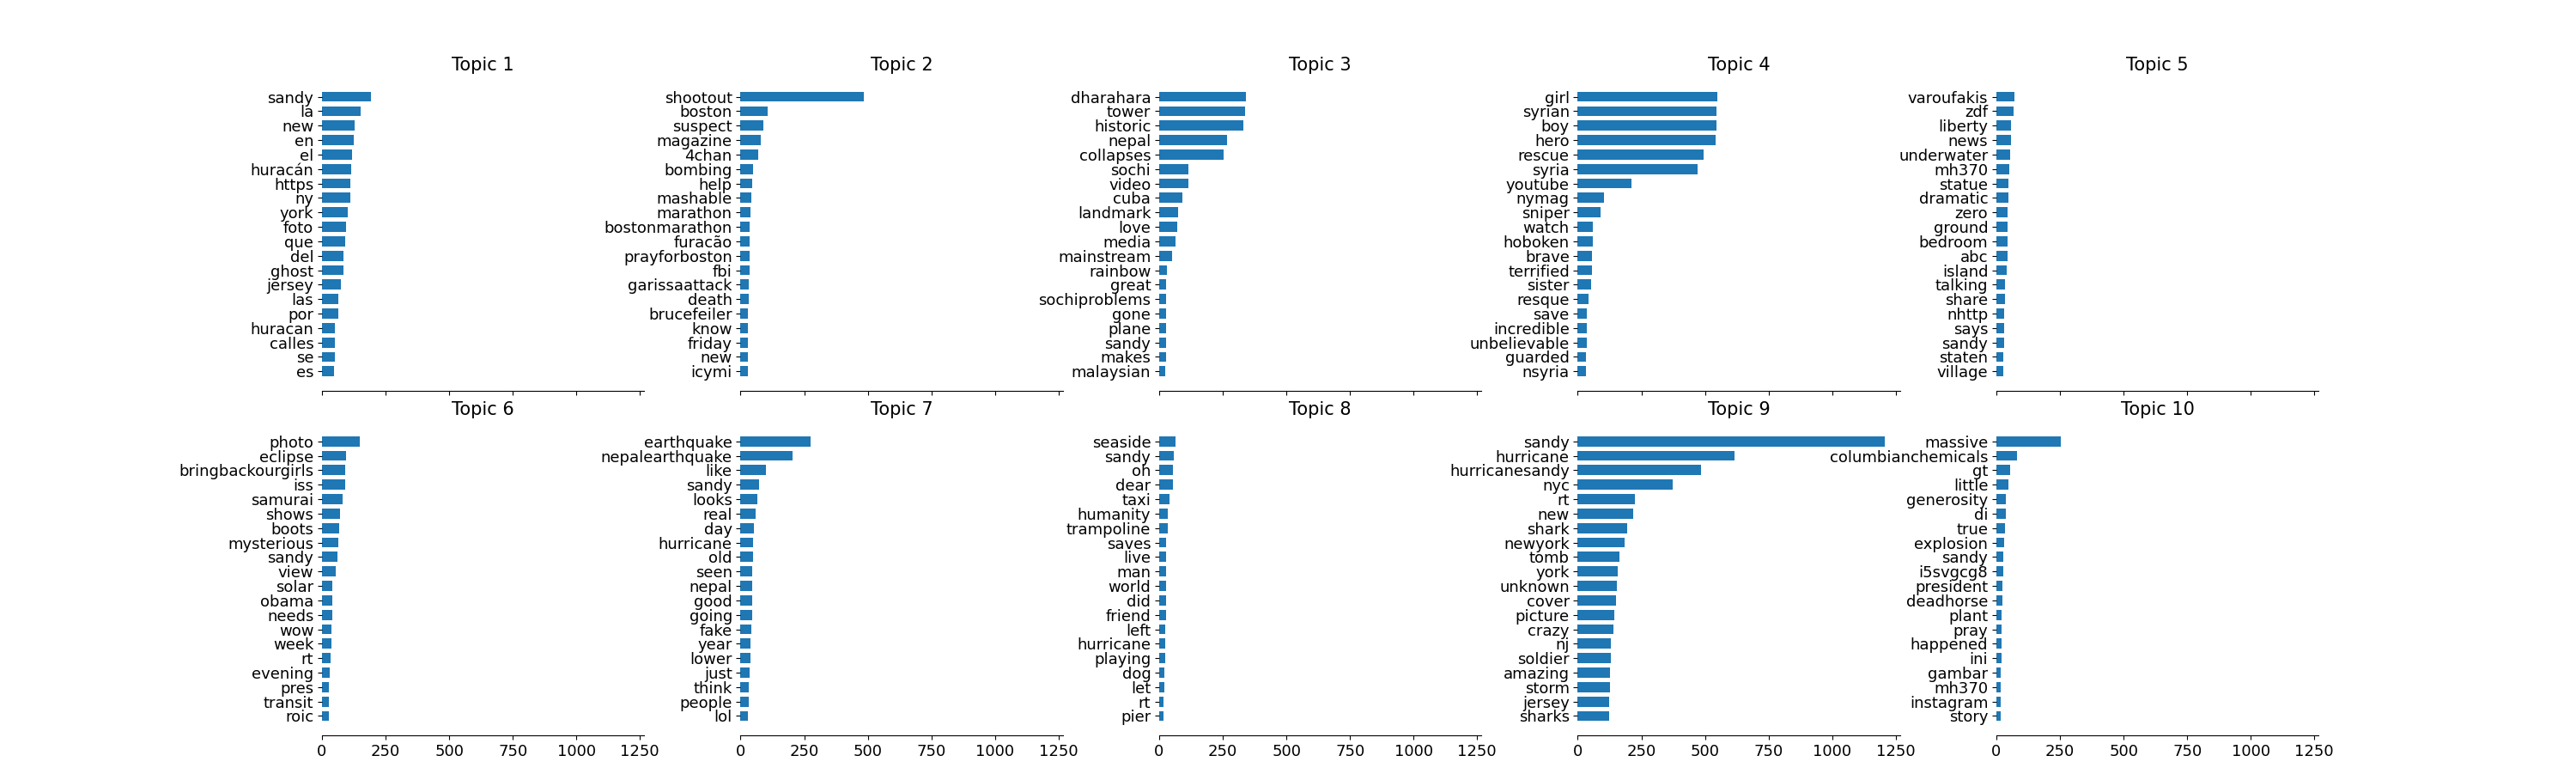 Topic 1
sandy
la
new
en
el
huracán
https
ny
york
foto
que
del
ghost
jersey
las
por
huracan
calles
se
es
Topic 2
shootout
boston
suspect
magazine
4chan
bombing
help
mashable
marathon
bostonmarathon
furacão
prayforboston
fbi
garissaattack
death
brucefeiler
know
friday
new
icymi
Topic 3
dharahara
tower
historic
nepal
collapses
sochi
video
cuba
landmark
love
media
mainstream
rainbow
great
sochiproblems
gone
plane
sandy
makes
malaysian
Topic 4
girl
syrian
boy
hero
rescue
syria
youtube
nymag
sniper
watch
hoboken
brave
terrified
sister
resque
save
incredible
unbelievable
guarded
nsyria
Topic 5
varoufakis
zdf
liberty
news
underwater
mh370
statue
dramatic
zero
ground
bedroom
abc
island
talking
share
nhttp
says
sandy
staten
village
Topic 6
photo
eclipse
bringbackourgirls
iss
samurai
shows
boots
mysterious
sandy
view
solar
obama
needs
wow
week
rt
evening
pres
transit
roic
0 250 500 750 1000 1250
Topic 7
earthquake
nepalearthquake
like
sandy
looks
real
day
hurricane
old
seen
nepal
good
going
fake
year
lower
just
think
people
lol
0 250 500 750 1000 1250
Topic 8
seaside
sandy
oh
dear
taxi
humanity
trampoline
saves
live
man
world
did
friend
left
hurricane
playing
dog
let
rt
pier
0 250 500 750 1000 1250
Topic 9
sandy
hurricane
hurricanesandy
nyc
rt
new
shark
newyork
tomb
york
unknown
cover
picture
crazy
nj
soldier
amazing
storm
jersey
sharks
0 250 500 750 1000 1250
Topic 10
massive
columbianchemicals
gt
little
generosity
di
true
explosion
sandy
i5svgcg8
president
deadhorse
plant
pray
happened
ini
gambar
mh370
instagram
story
0 250 500 750 1000 1250